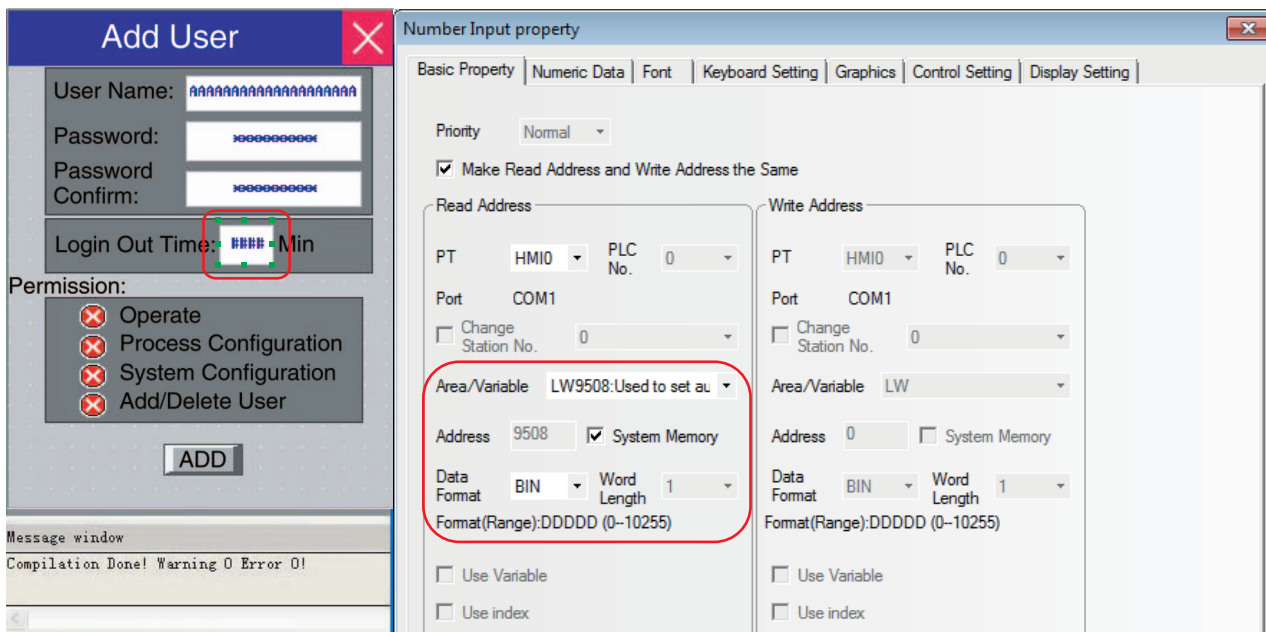 Add User
User Name: AAAAAAAAAAAAAAAAAAAA
Password: **********
Password
Confirm: **********
Login Out Time: #### Min
Permission:
Operate
Process Configuration
System Configuration
Add/Delete User
ADD
Message window
Compilation Done! Warning 0 Error 0!
Number Input property
Basic Property Numeric Data Font Keyboard Setting Graphics Control Setting Display Setting
Priority Normal
Make Read Address and Write Address the Same
Read Address
PT HMI0 PLC No. 0
Port COM1
Change Station No. 0
Area/Variable LW9508:Used to set au
Address 9508 System Memory
Data Format BIN Word Length 1
Format(Range):DDDDD (0--10255)
Use Variable
Use index
Write Address
PT HMI0 PLC No. 0
Port COM1
Change Station No. 0
Area/Variable LW
Address 0 System Memory
Data Format BIN Word Length 1
Format(Range):DDDDD (0--10255)
Use Variable
Use index